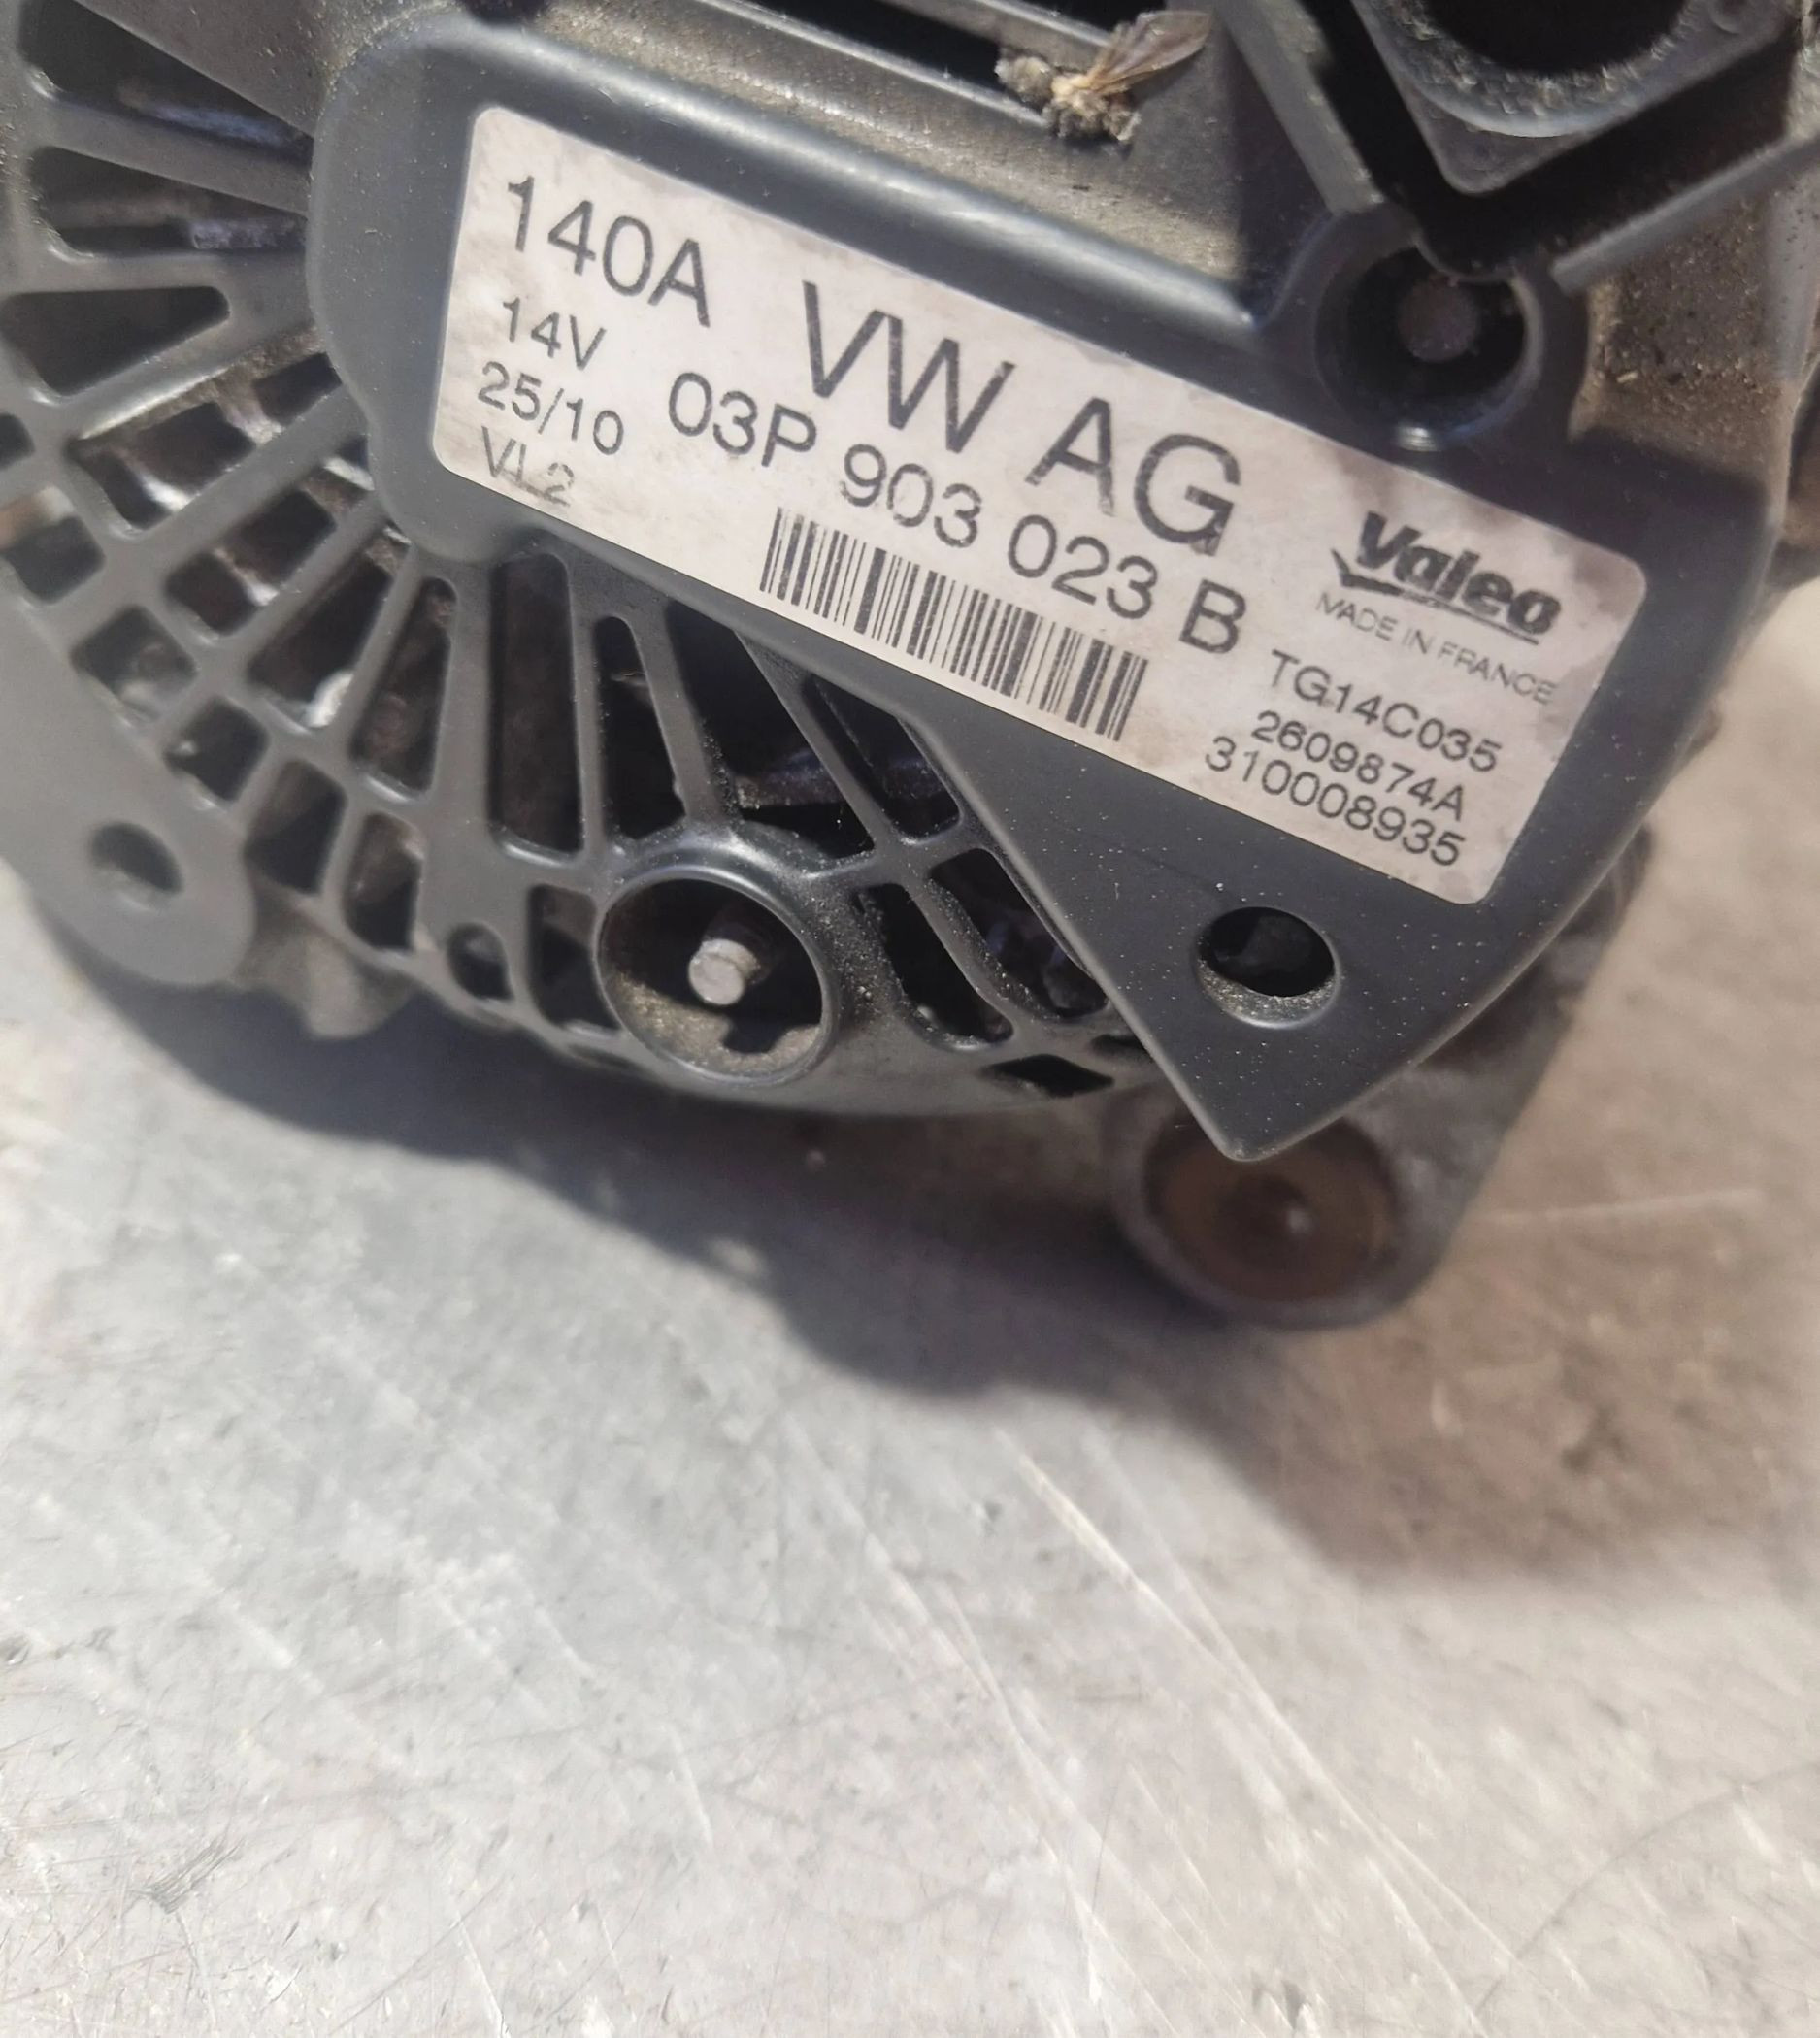 140A VW AG
14V 03P 903 023 B
25/10
VL2
Valeo
MADE IN FRANCE
TG14C035
2609874A
310008935